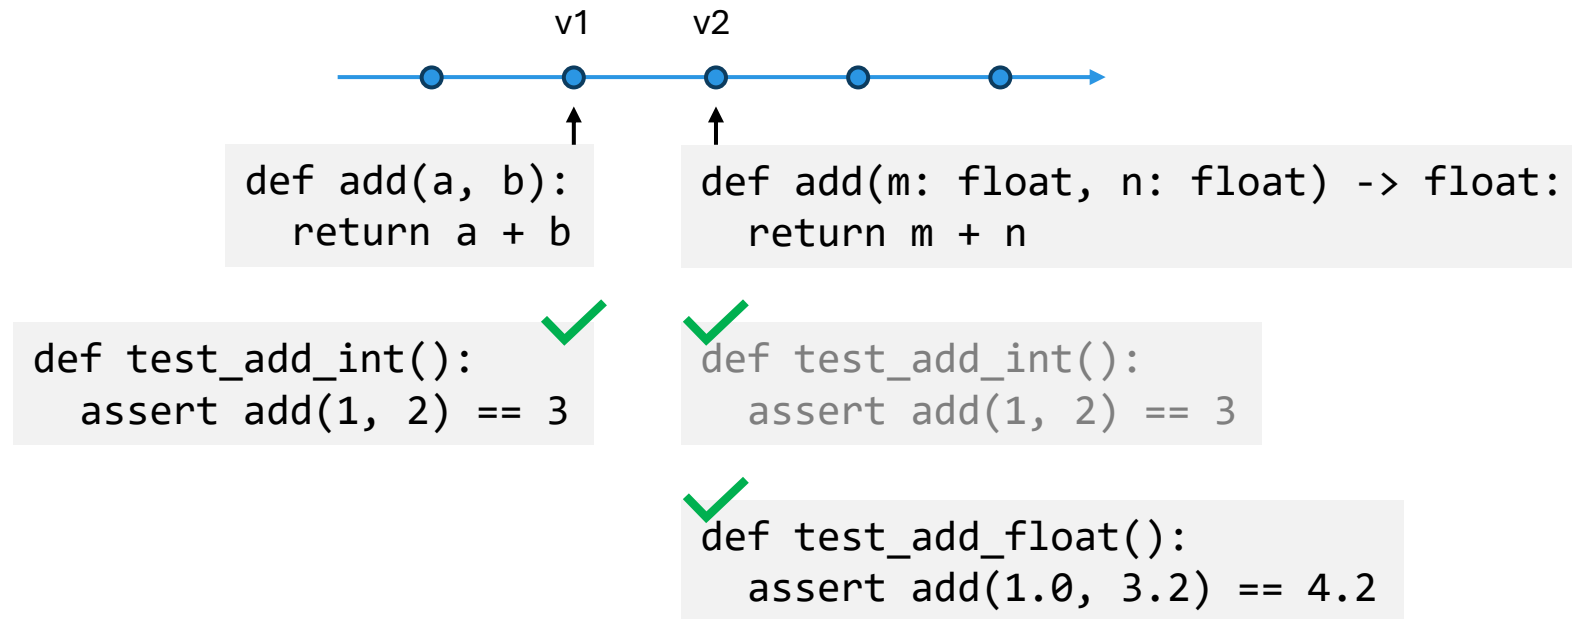 v1
v2
def add(a, b):
  return a + b
def add(m: float, n: float) -> float:
  return m + n
def test_add_int():
  assert add(1, 2) == 3
def test_add_int():
  assert add(1, 2) == 3
def test_add_float():
  assert add(1.0, 3.2) == 4.2